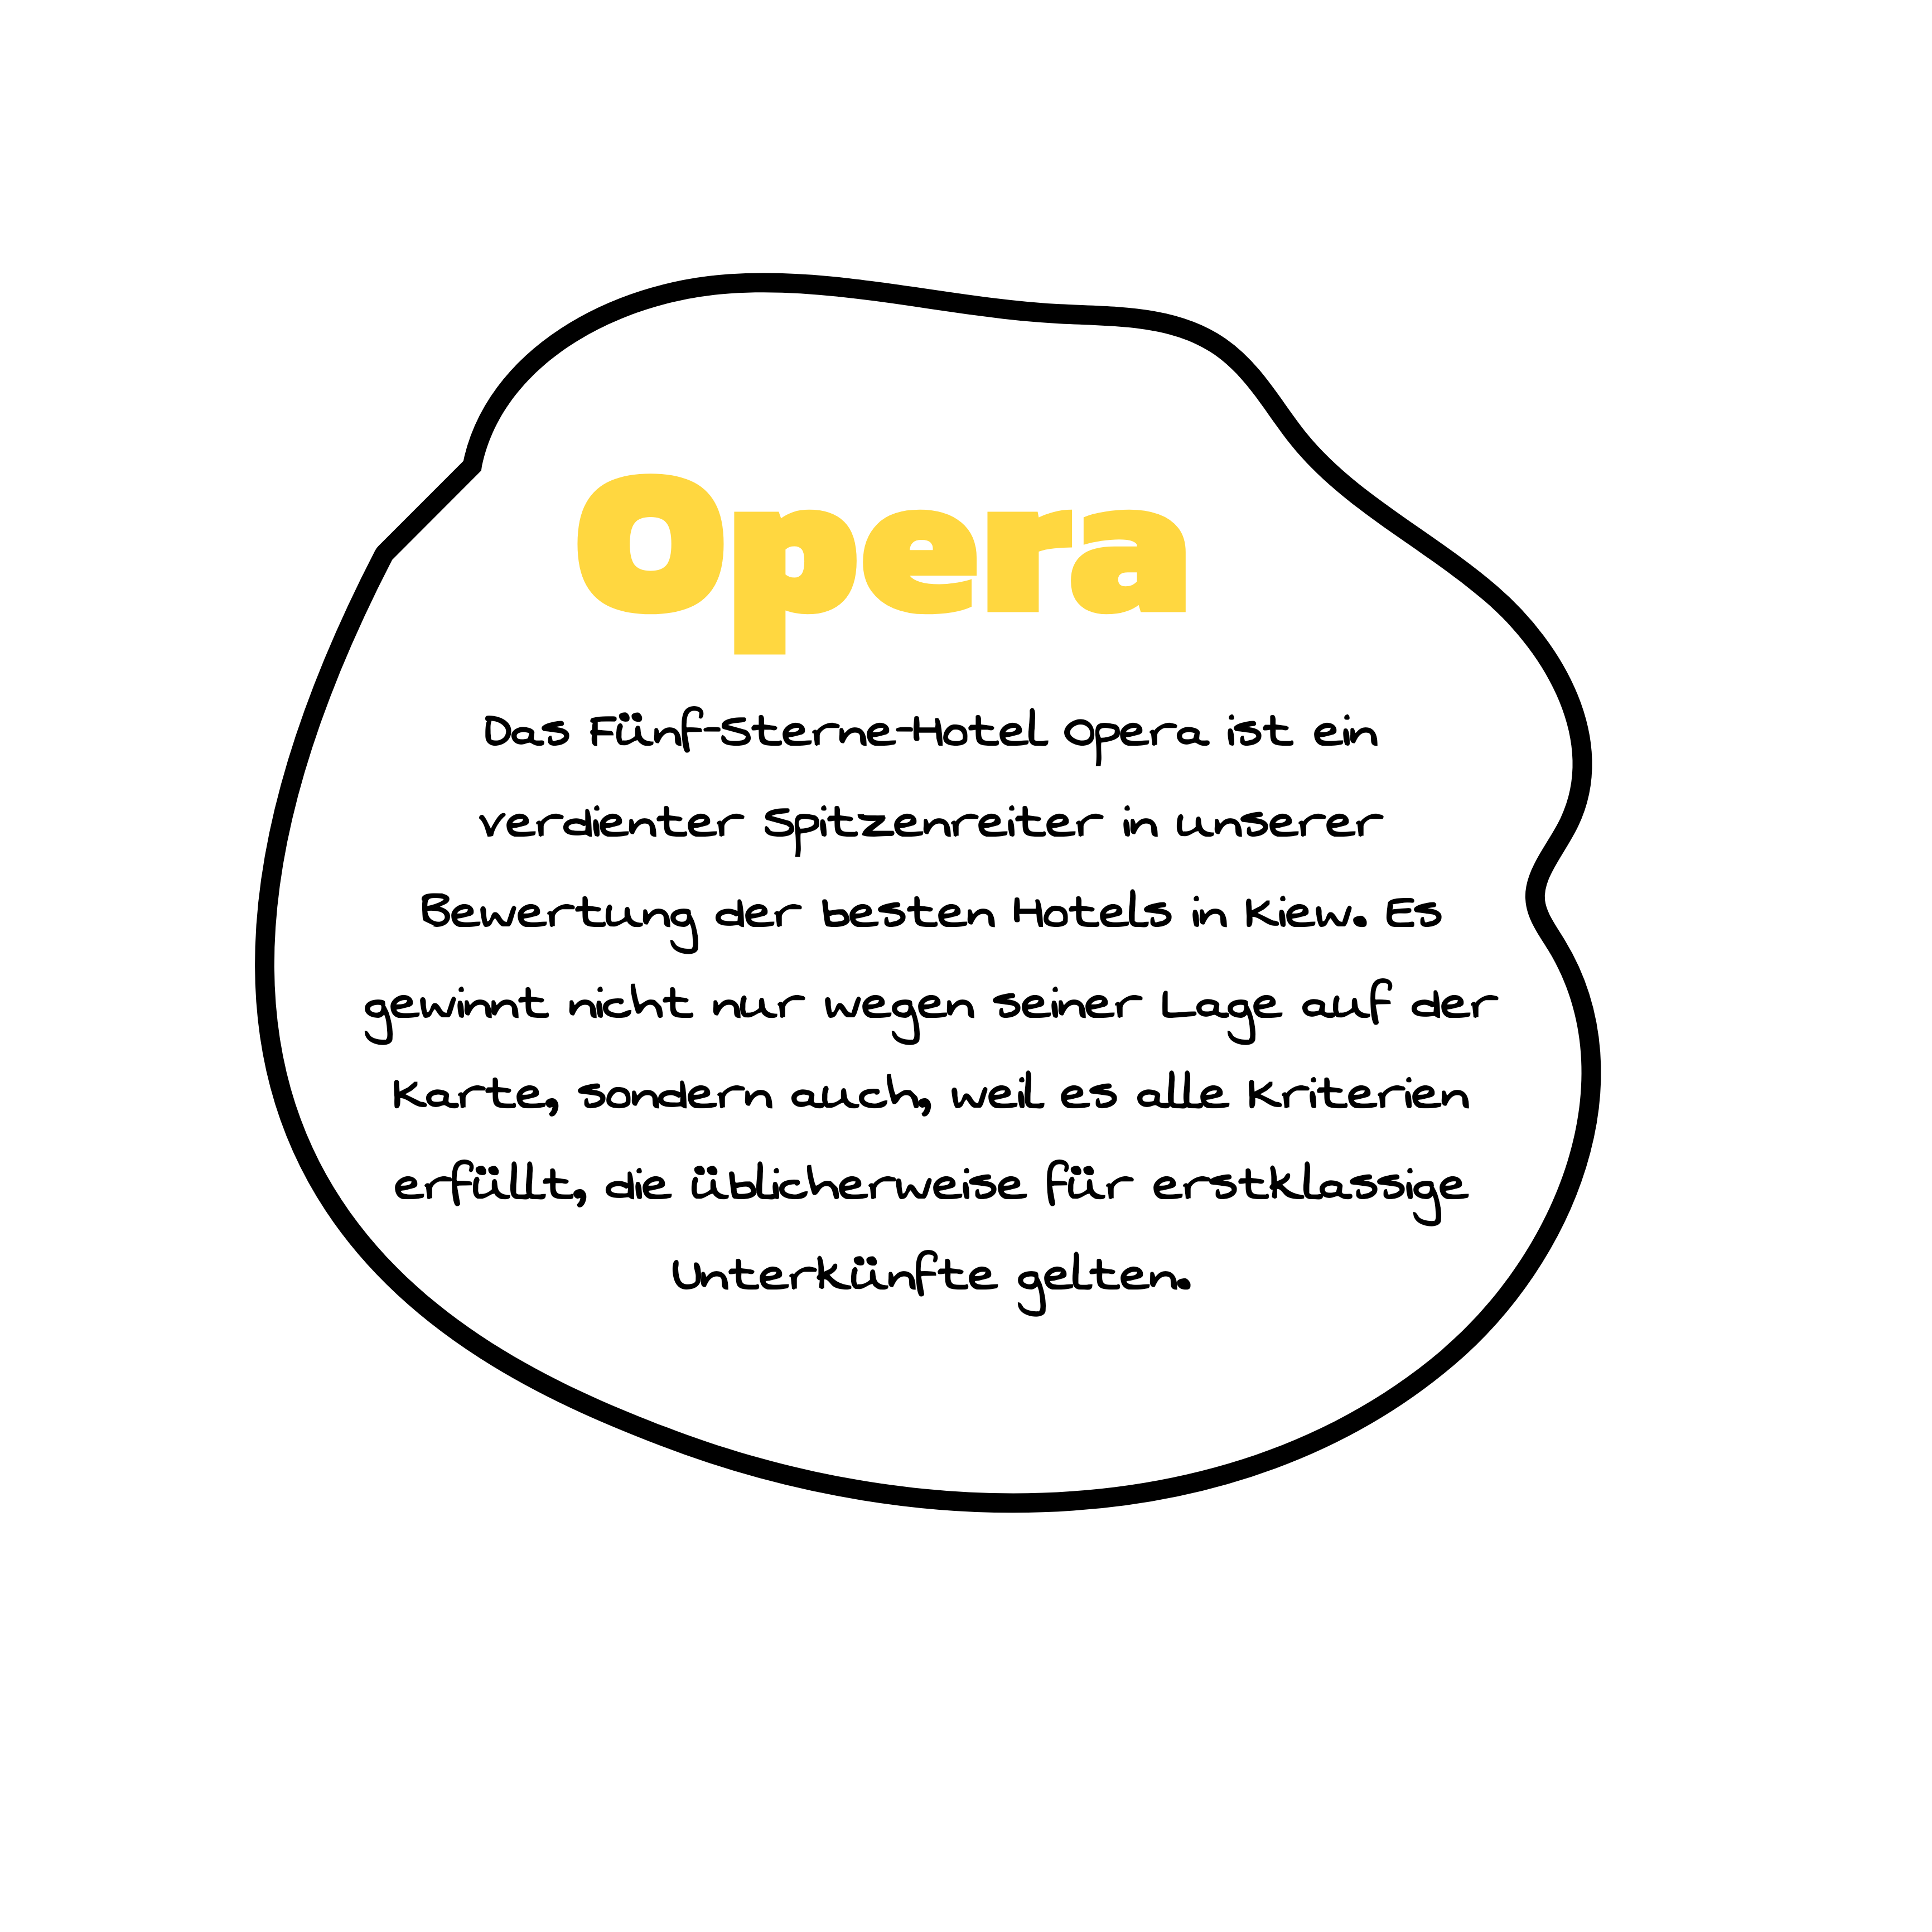 Opera
Das Fünf-Sterne-Hotel Opera ist ein
verdienter Spitzenreiter in unserer
Bewertung der besten Hotels in Kiew. Es
gewinnt nicht nur wegen seiner Lage auf der
Karte, sondern auch, weil es alle Kriterien
erfüllt, die üblicherweise für erstklassige
Unterkünfte gelten.